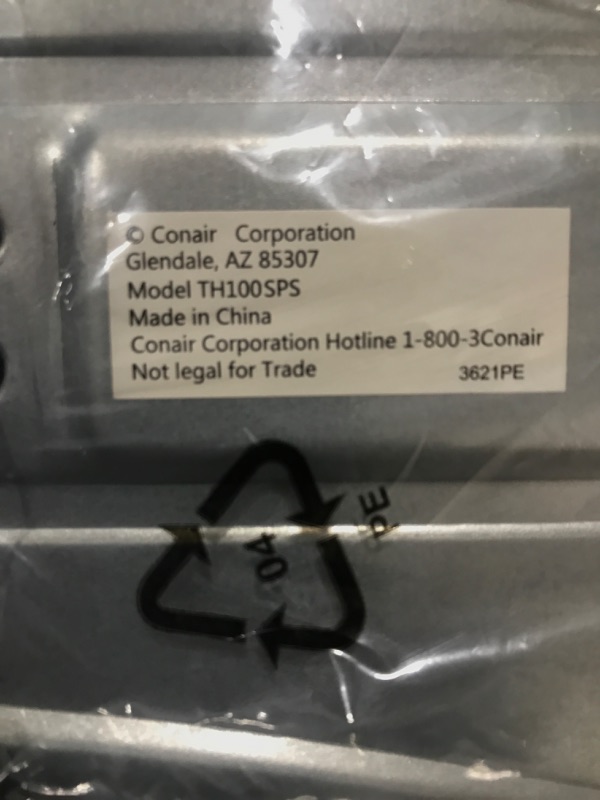 © Conair Corporation
Glendale, AZ 85307
Model TH100SPS
Made in China
Conair Corporation Hotline 1-800-3Conair
Not legal for Trade 3621PE
04
PE